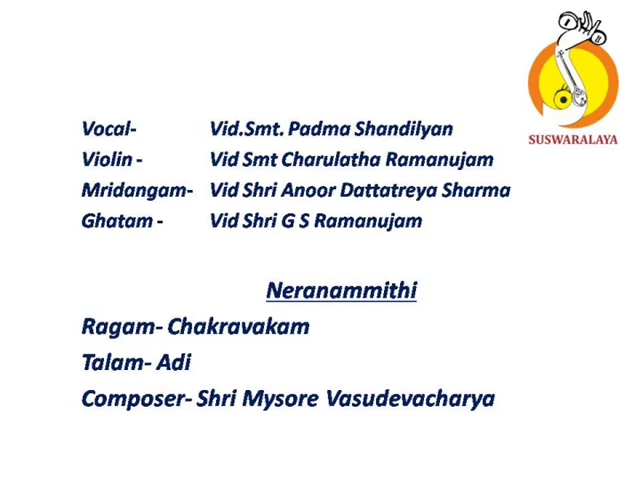 SUSWARALAYA
Vocal- Vid.Smt. Padma Shandilyan
Violin - Vid Smt Charulatha Ramanujam
Mridangam- Vid Shri Anoor Dattatreya Sharma
Ghatam - Vid Shri G S Ramanujam
Neranammithi
Ragam- Chakravakam
Talam- Adi
Composer- Shri Mysore Vasudevacharya